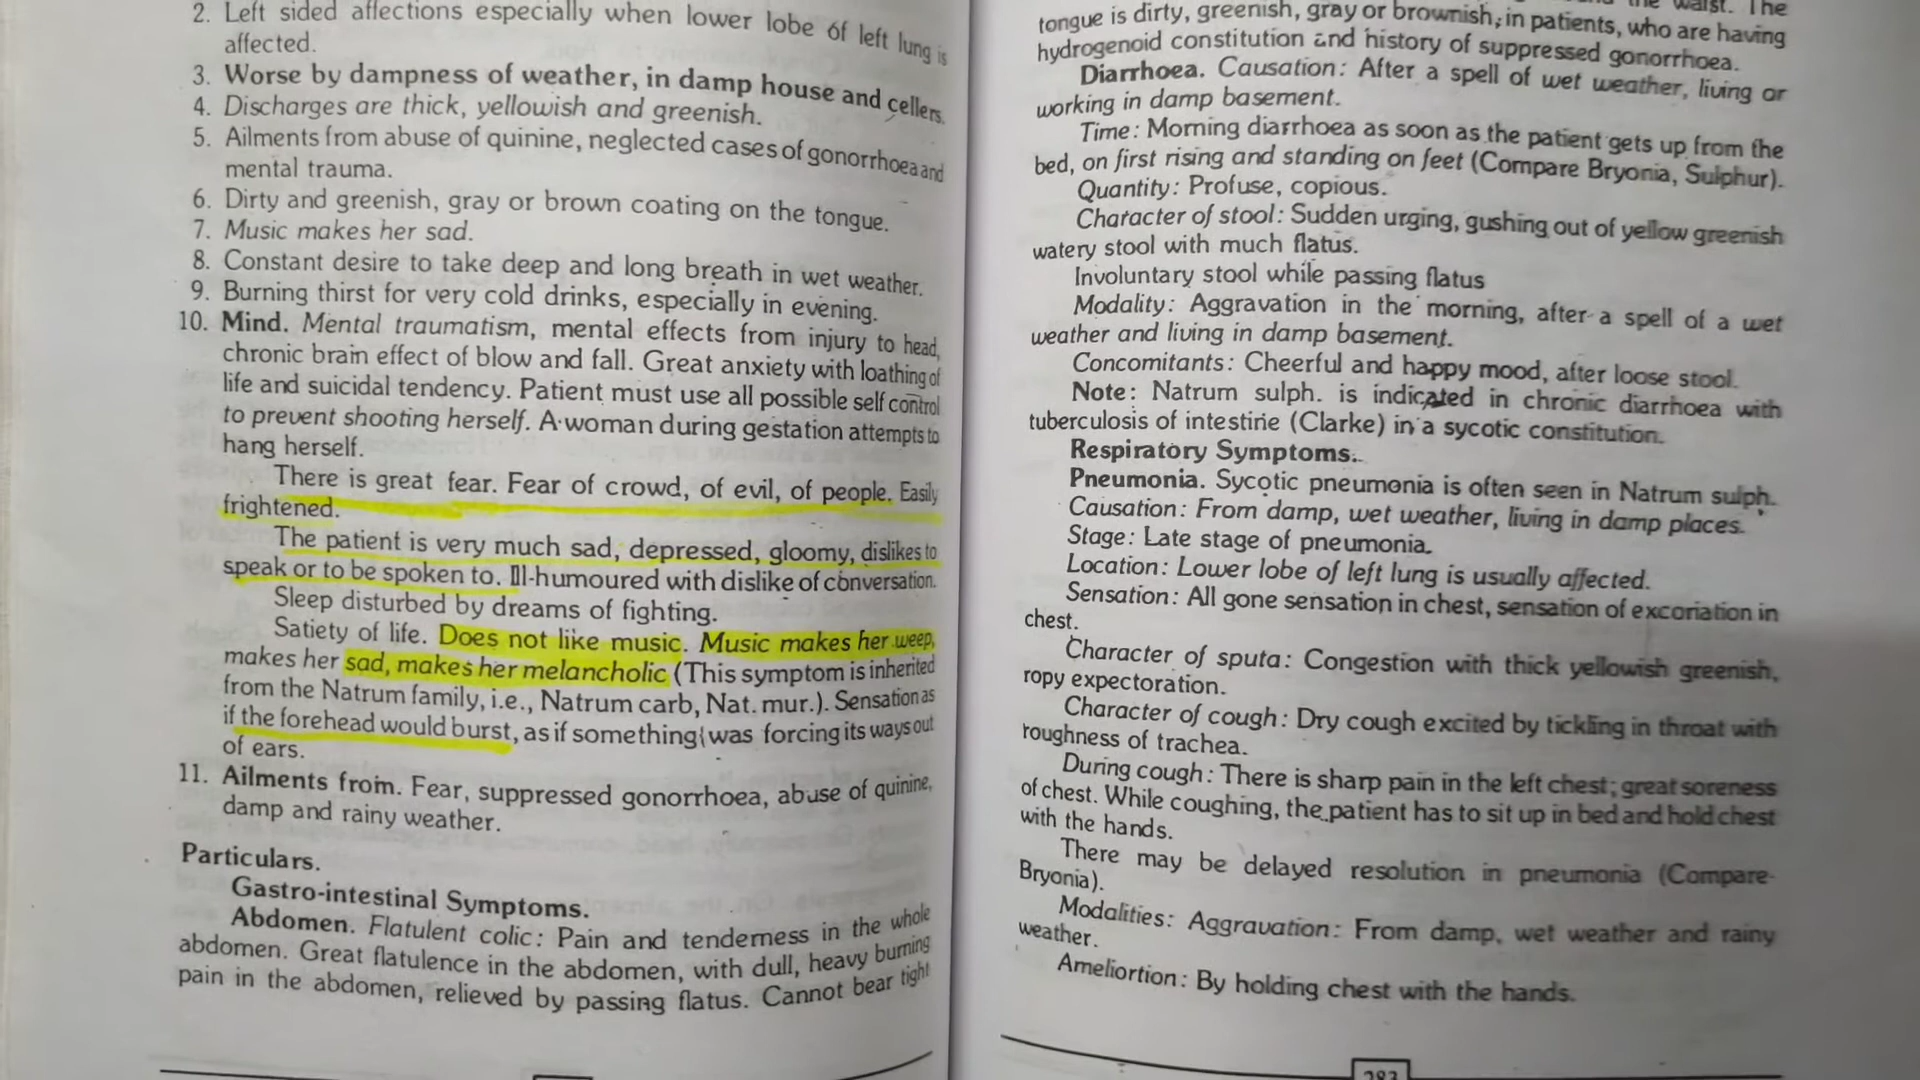 2. Left sided affections especially when lower lobe of left lung is
affected.
3. Worse by dampness of weather, in damp house and cellers.
4. Discharges are thick, yellowish and greenish.
5. Ailments from abuse of quinine, neglected cases of gonorrhoea and
mental trauma.
6. Dirty and greenish, gray or brown coating on the tongue.
7. Music makes her sad.
8. Constant desire to take deep and long breath in wet weather.
9. Burning thirst for very cold drinks, especially in evening.
10. Mind. Mental traumatism, mental effects from injury to head,
chronic brain effect of blow and fall. Great anxiety with loathing of
life and suicidal tendency. Patient must use all possible self control
to prevent shooting herself. A woman during gestation attempts to
hang herself.
There is great fear. Fear of crowd, of evil, of people. Easily
frightened.
The patient is very much sad, depressed, gloomy, dislikes to
speak or to be spoken to. Ill-humoured with dislike of conversation.
Sleep disturbed by dreams of fighting.
Satiety of life. Does not like music. Music makes her weep,
makes her sad, makes her melancholic (This symptom is inherited
from the Natrum family, i.e., Natrum carb, Nat. mur.). Sensation as
if the forehead would burst, as if something was forcing its ways out
of ears.
11. Ailments from. Fear, suppressed gonorrhoea, abuse of quinine,
damp and rainy weather.
Particulars.
Gastro-intestinal Symptoms.
Abdomen. Flatulent colic: Pain and tenderness in the whole
abdomen. Great flatulence in the abdomen, with dull, heavy burning
pain in the abdomen, relieved by passing flatus. Cannot bear tight
the waist. The
tongue is dirty, greenish, gray or brownish, in patients, who are having
hydrogenoid constitution and history of suppressed gonorrhoea.
Diarrhoea. Causation: After a spell of wet weather, living or
working in damp basement.
Time: Morning diarrhoea as soon as the patient gets up from the
bed, on first rising and standing on feet (Compare Bryonia, Sulphur).
Quantity: Profuse, copious.
Character of stool: Sudden urging, gushing out of yellow greenish
watery stool with much flatus.
Involuntary stool while passing flatus
Modality: Aggravation in the morning, after a spell of a wet
weather and living in damp basement.
Concomitants: Cheerful and happy mood, after loose stool.
Note: Natrum sulph. is indicated in chronic diarrhoea with
tuberculosis of intestine (Clarke) in a sycotic constitution.
Respiratory Symptoms.
Pneumonia. Sycotic pneumonia is often seen in Natrum sulph.
Causation: From damp, wet weather, living in damp places.
Stage: Late stage of pneumonia.
Location: Lower lobe of left lung is usually affected.
Sensation: All gone sensation in chest, sensation of excoriation in
chest.
Character of sputa: Congestion with thick yellowish greenish,
ropy expectoration.
Character of cough: Dry cough excited by tickling in throat with
roughness of trachea.
During cough: There is sharp pain in the left chest; great soreness
of chest. While coughing, the patient has to sit up in bed and hold chest
with the hands.
There may be delayed resolution in pneumonia (Compare-
Bryonia).
Modalities: Aggravation: From damp, wet weather and rainy
weather.
Ameliortion: By holding chest with the hands.